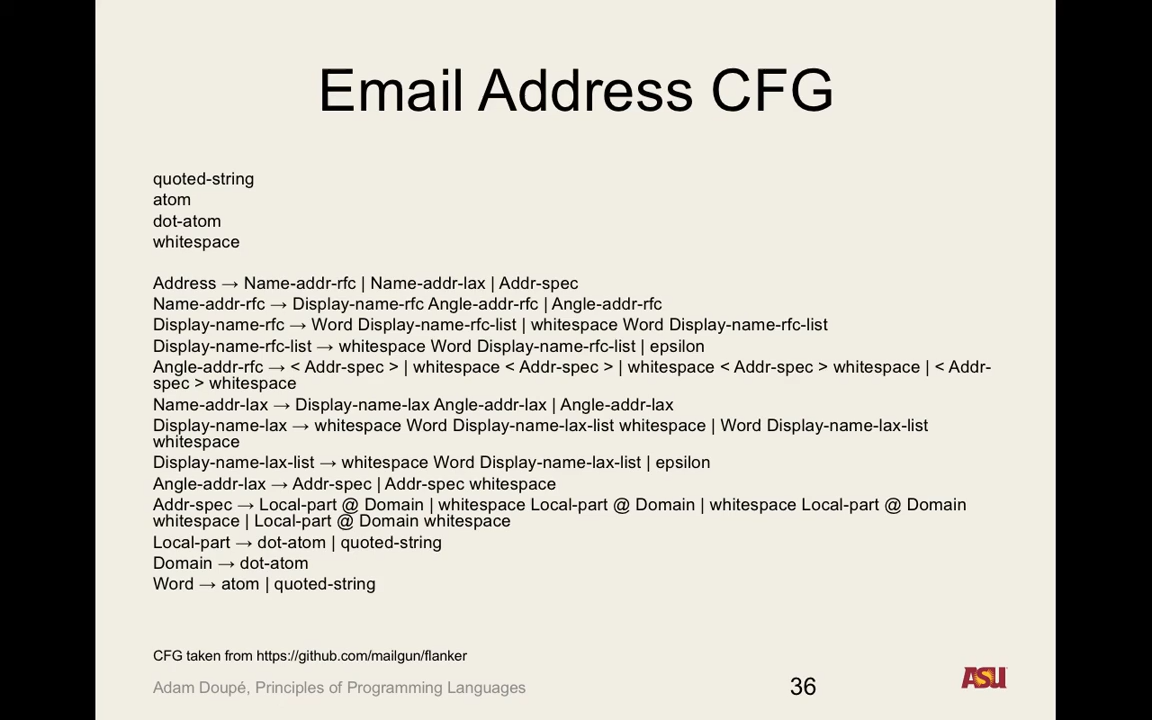 Email Address CFG
quoted-string
atom
dot-atom
whitespace
Address → Name-addr-rfc | Name-addr-lax | Addr-spec
Name-addr-rfc → Display-name-rfc Angle-addr-rfc | Angle-addr-rfc
Display-name-rfc → Word Display-name-rfc-list | whitespace Word Display-name-rfc-list
Display-name-rfc-list → whitespace Word Display-name-rfc-list | epsilon
Angle-addr-rfc → < Addr-spec > | whitespace < Addr-spec > | whitespace < Addr-spec > whitespace | < Addr-
spec > whitespace
Name-addr-lax → Display-name-lax Angle-addr-lax | Angle-addr-lax
Display-name-lax → whitespace Word Display-name-lax-list whitespace | Word Display-name-lax-list
whitespace
Display-name-lax-list → whitespace Word Display-name-lax-list | epsilon
Angle-addr-lax → Addr-spec | Addr-spec whitespace
Addr-spec → Local-part @ Domain | whitespace Local-part @ Domain | whitespace Local-part @ Domain
whitespace | Local-part @ Domain whitespace
Local-part → dot-atom | quoted-string
Domain → dot-atom
Word → atom | quoted-string
CFG taken from https://github.com/mailgun/flanker
Adam Doupé, Principles of Programming Languages
36
ASU